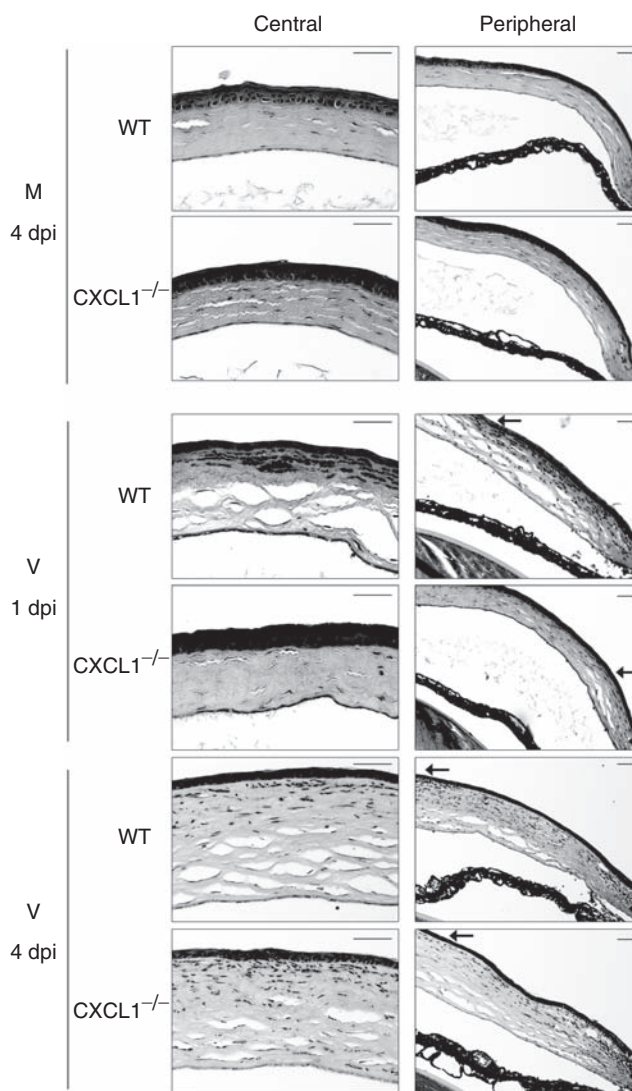 Central Peripheral
WT
M
4 dpi
CXCL1−/−
WT
V
1 dpi
CXCL1−/−
WT
V
4 dpi
CXCL1−/−